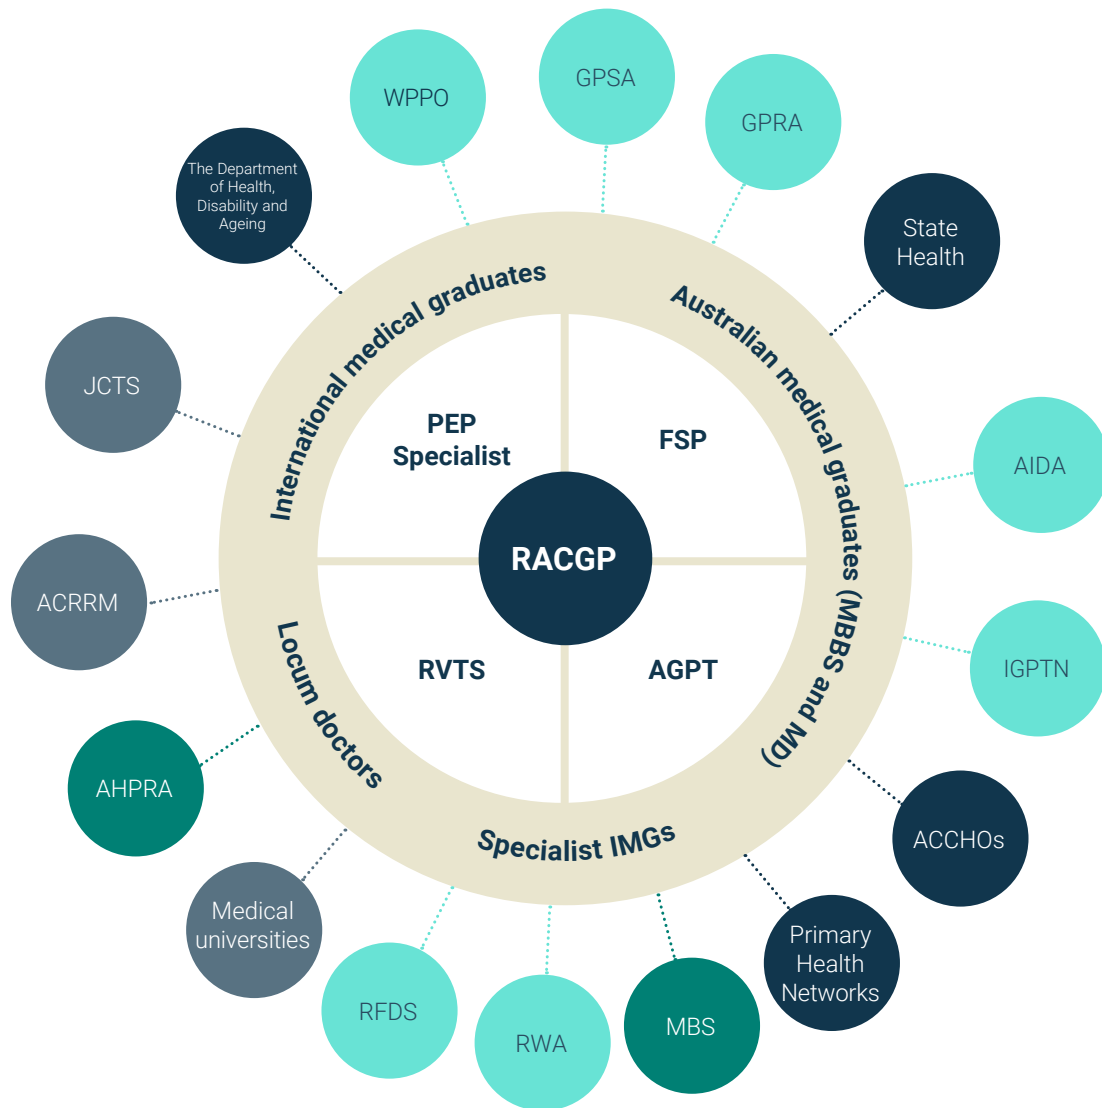 GPSA
WPPO
GPRA
The Department
of Health,
Disability and
Ageing
State
Health
International medical graduates
Australian medical graduates (MBBS and MD)
JCTS
PEP
Specialist
FSP
AIDA
RACGP
ACRRM
Locum doctors
RVTS
AGPT
IGPTN
AHPRA
Specialist IMGs
ACCHOs
Medical
universities
Primary
Health
Networks
RFDS
RWA
MBS